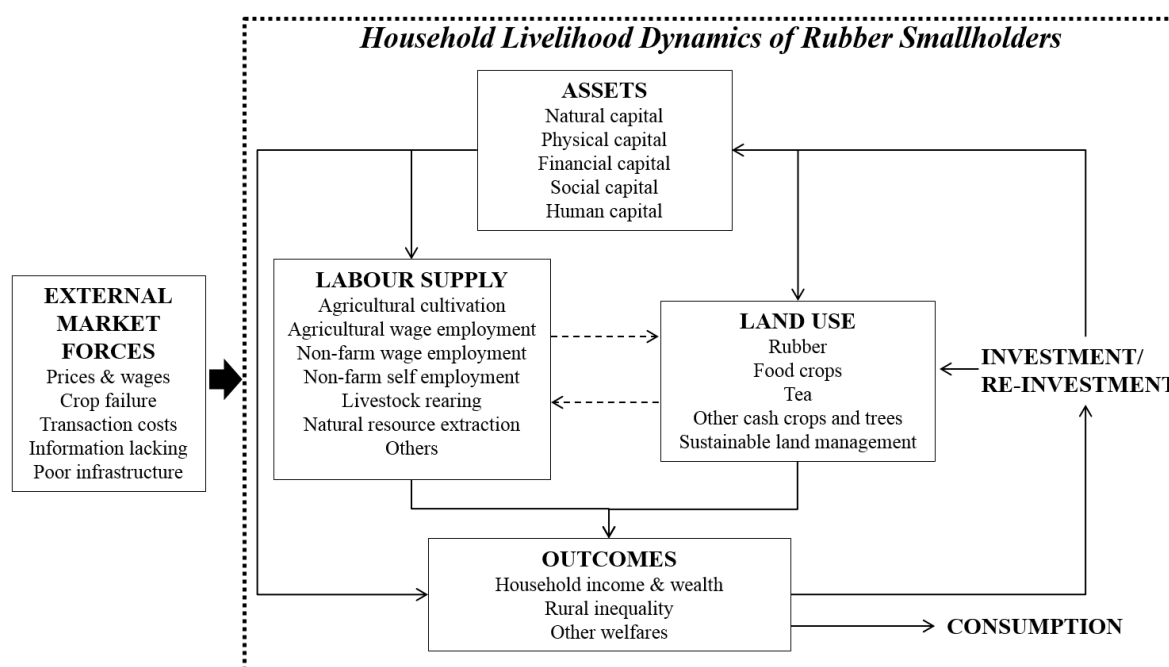 Household Livelihood Dynamics of Rubber Smallholders
ASSETS
Natural capital
Physical capital
Financial capital
Social capital
Human capital
EXTERNAL
MARKET
FORCES
Prices & wages
Crop failure
Transaction costs
Information lacking
Poor infrastructure
LABOUR SUPPLY
Agricultural cultivation
Agricultural wage employment
Non-farm wage employment
Non-farm self employment
Livestock rearing
Natural resource extraction
Others
LAND USE
Rubber
Food crops
Tea
Other cash crops and trees
Sustainable land management
INVESTMENT/
RE-INVESTMENT
OUTCOMES
Household income & wealth
Rural inequality
Other welfares
CONSUMPTION